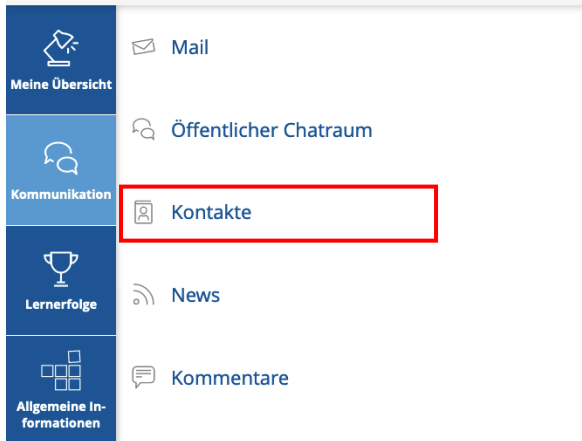 Meine Übersicht
Kommunikation
Lernerfolge
Allgemeine In-
formationen
Mail
Öffentlicher Chatraum
Kontakte
News
Kommentare